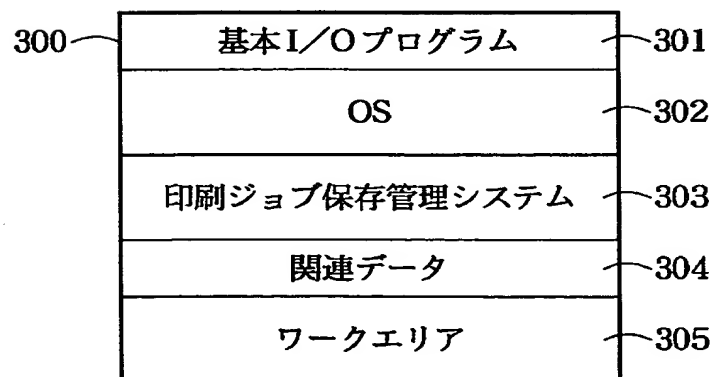 300 基本I／Oプログラム 301
OS 302
印刷ジョブ保存管理システム 303
関連データ 304
ワークエリア 305